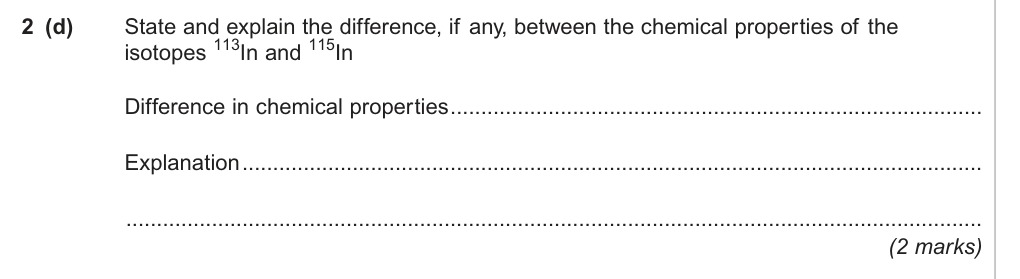 2 (d) State and explain the difference, if any, between the chemical properties of the
isotopes ¹¹³In and ¹¹⁵In
Difference in chemical properties.......................................................................................
Explanation.........................................................................................................................
............................................................................................................................................
(2 marks)